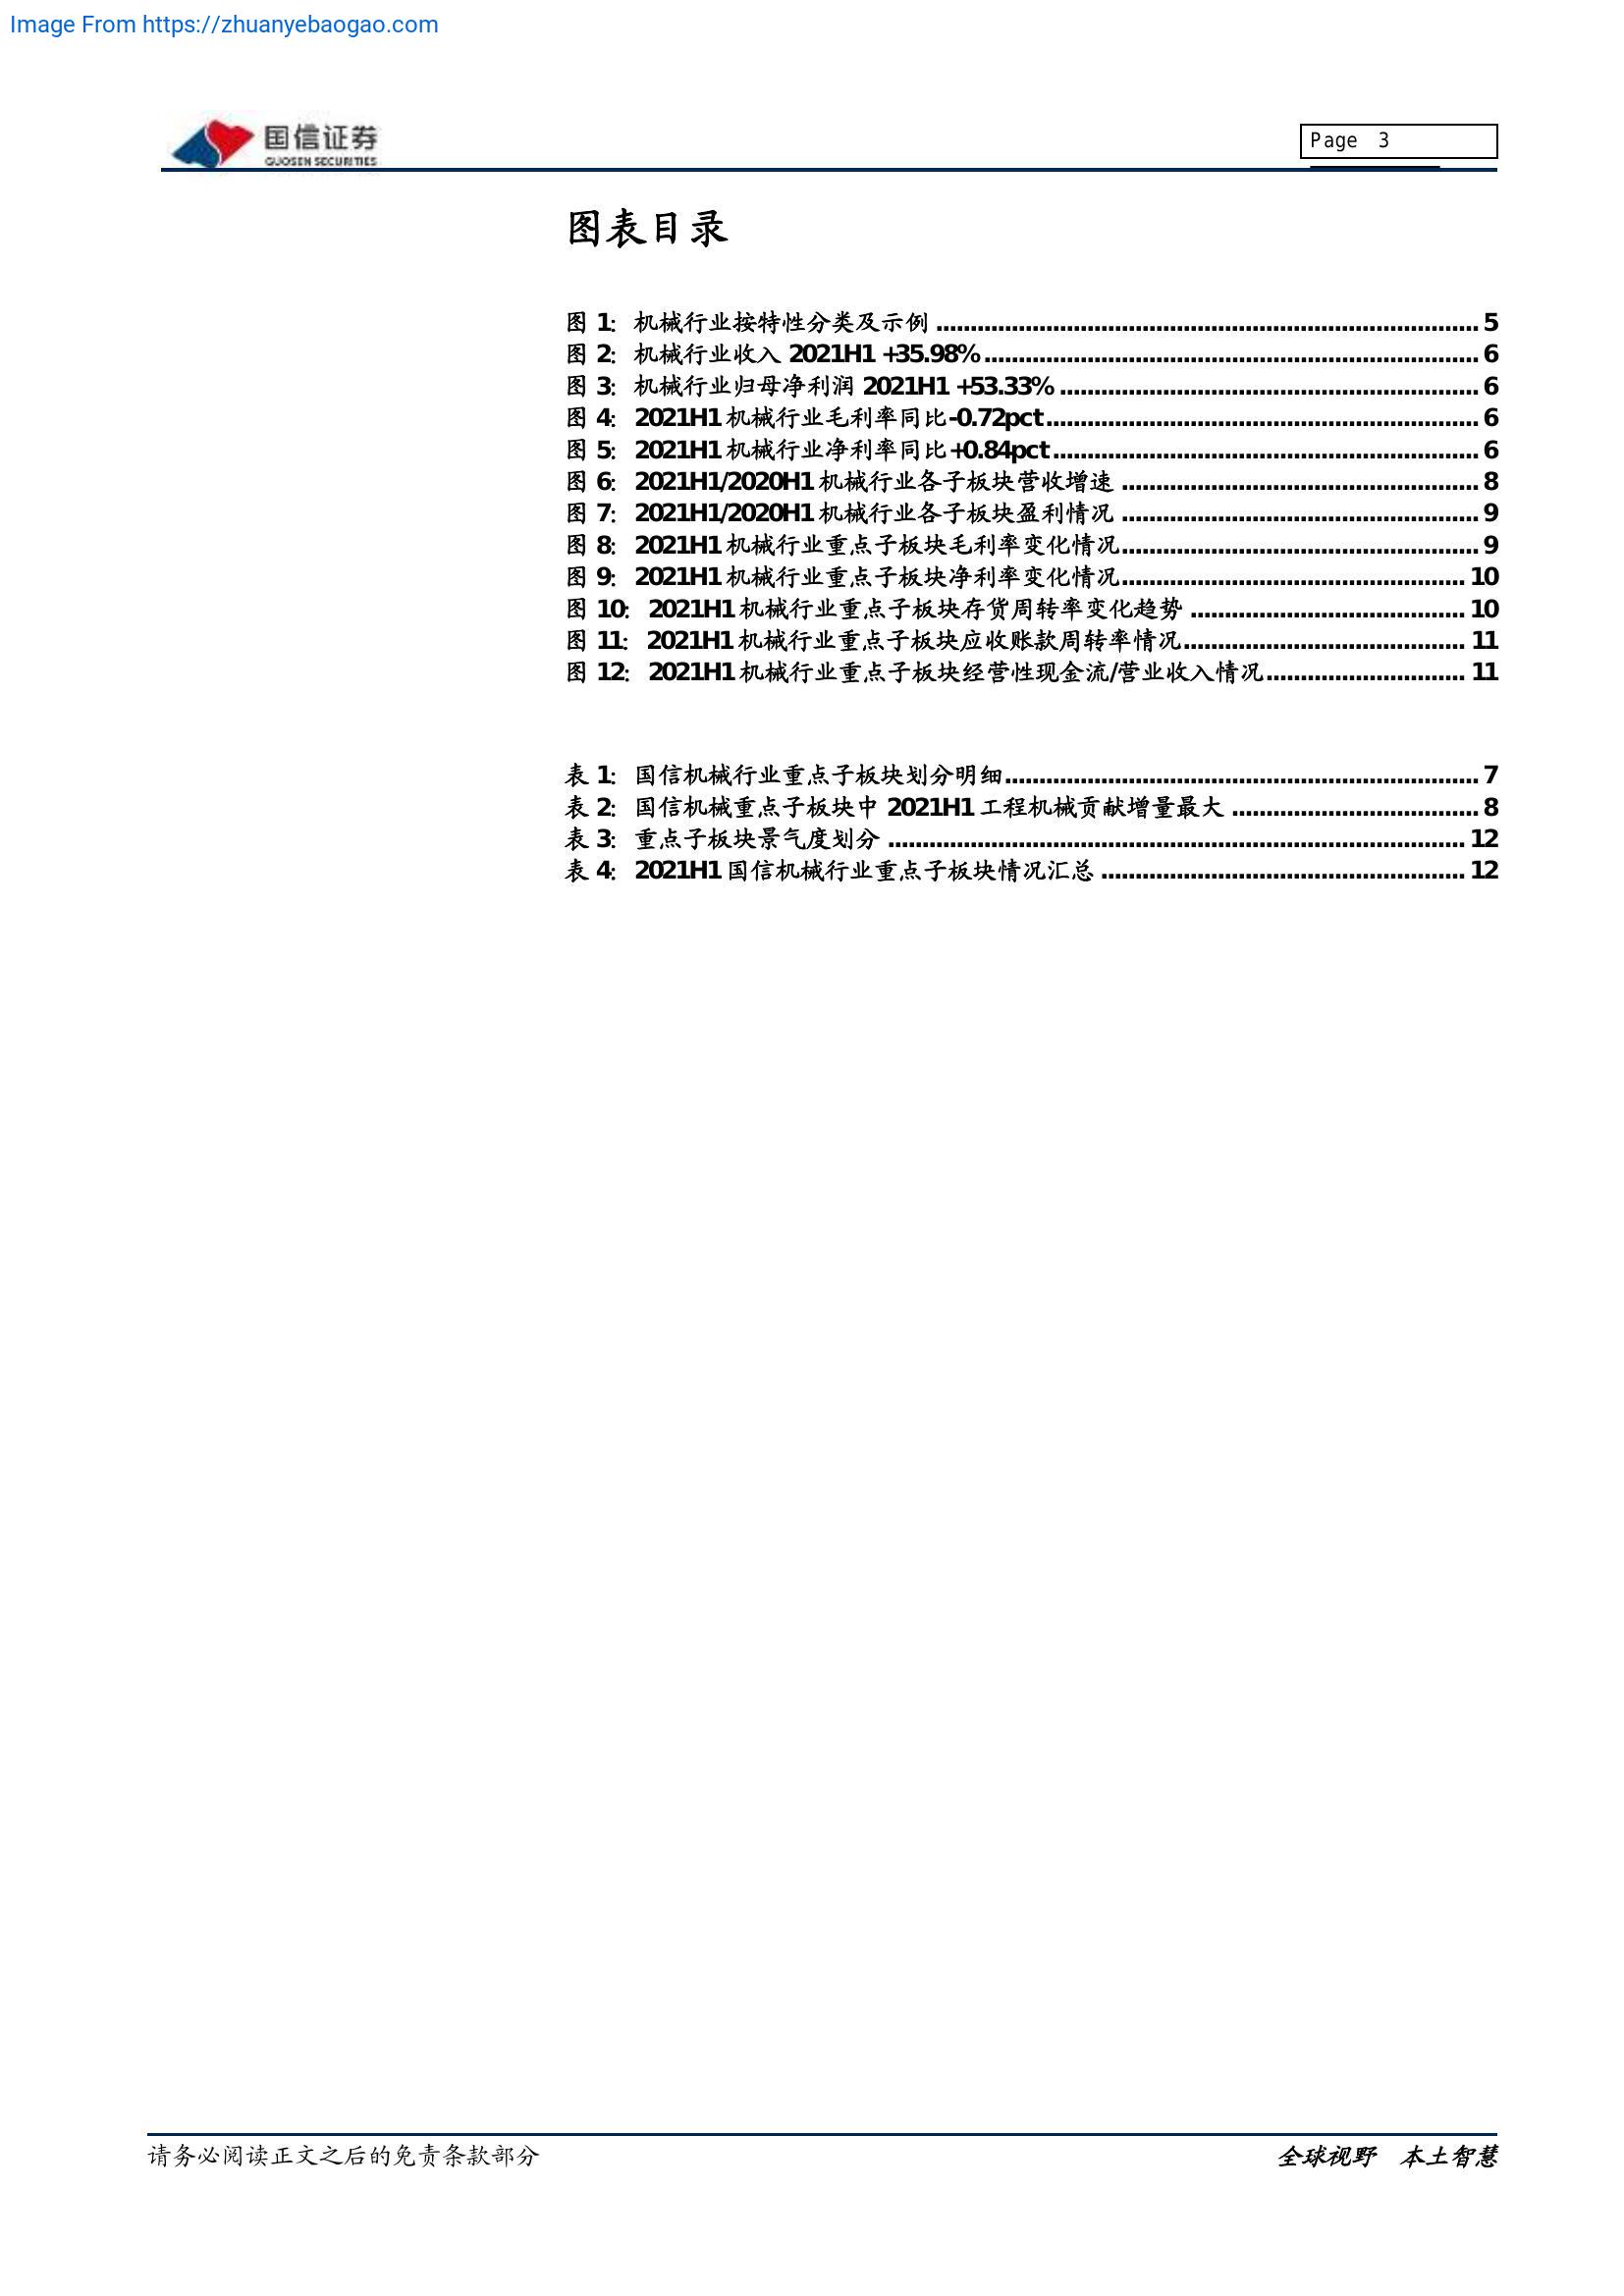 Image From https://zhuanyebaogao.com
国信证券
GUOSEN SECURITIES
Page 3
图表目录
图 1: 机械行业按特性分类及示例 ........ 5
图 2: 机械行业收入 2021H1 +35.98% ........ 6
图 3: 机械行业归母净利润 2021H1 +53.33% ........ 6
图 4: 2021H1 机械行业毛利率同比-0.72pct ........ 6
图 5: 2021H1 机械行业净利率同比+0.84pct ........ 6
图 6: 2021H1/2020H1 机械行业各子板块营收增速 ........ 8
图 7: 2021H1/2020H1 机械行业各子板块盈利情况 ........ 9
图 8: 2021H1 机械行业重点子板块毛利率变化情况 ........ 9
图 9: 2021H1 机械行业重点子板块净利率变化情况 ........ 10
图 10: 2021H1 机械行业重点子板块存货周转率变化趋势 ........ 10
图 11: 2021H1 机械行业重点子板块应收账款周转率情况 ........ 11
图 12: 2021H1 机械行业重点子板块经营性现金流/营业收入情况 ........ 11
表 1: 国信机械行业重点子板块划分明细 ........ 7
表 2: 国信机械重点子板块中 2021H1 工程机械贡献增量最大 ........ 8
表 3: 重点子板块景气度划分 ........ 12
表 4: 2021H1 国信机械行业重点子板块情况汇总 ........ 12
请务必阅读正文之后的免责条款部分
全球视野 本土智慧